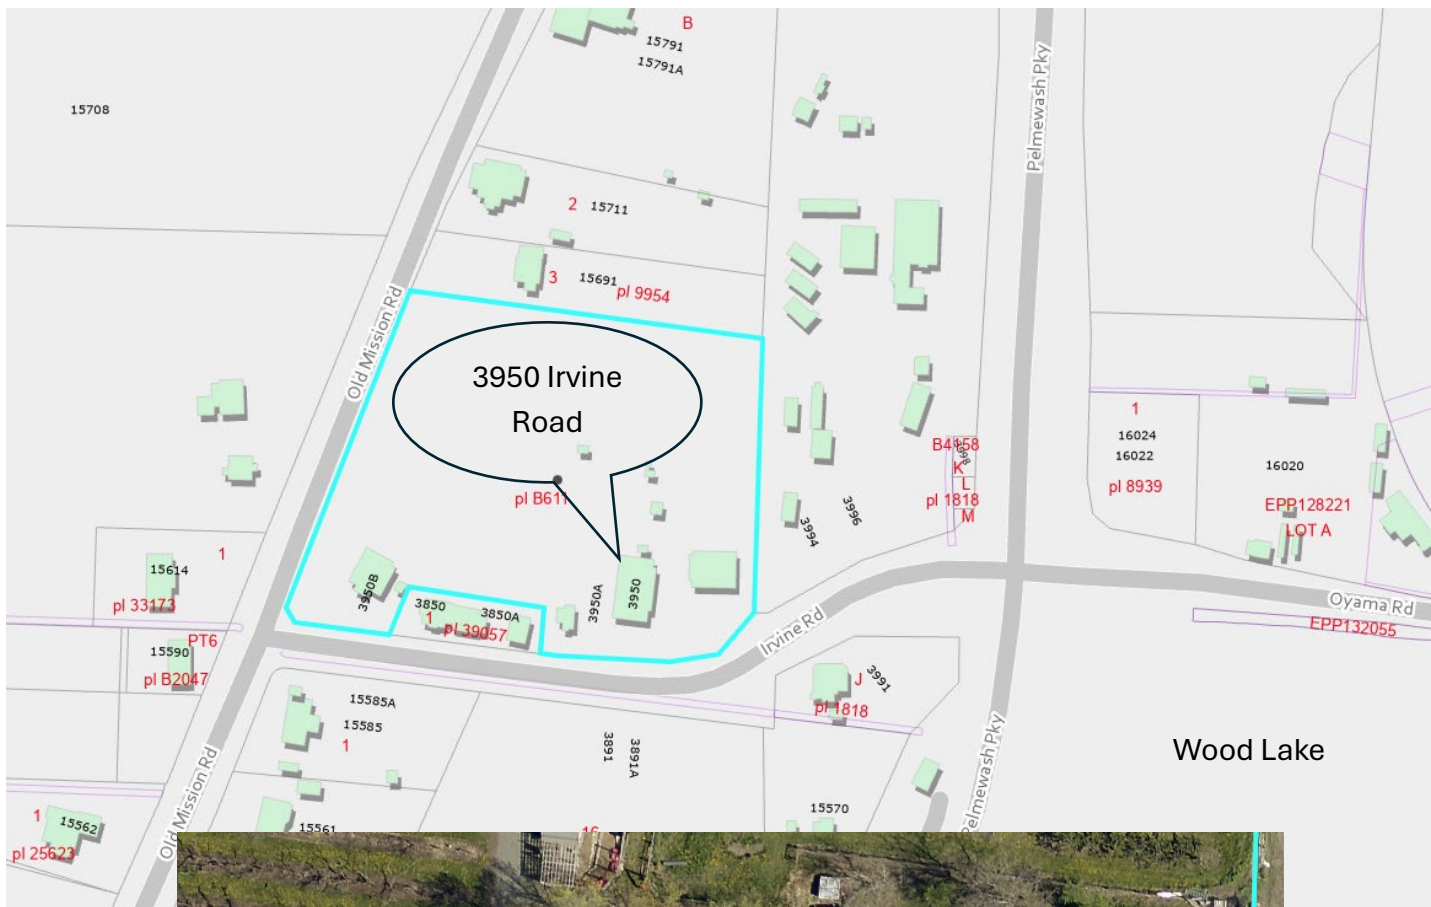 B
15791
15791A
15708
Pelmewash Pky
2 15711
3 15691
pl 9954
Old Mission Rd
3950 Irvine
Road
1
16024
16022
pl 8939
16020
EPP128221
LOT A
B4158
3998
K
L
pl 1818
M
pl B611
3996
3994
1
15614
pl 33173
3950B
3850
3850A
1
pl 39057
3950A
3950
Irvine Rd
Oyama Rd
EPP132055
PT6
15590
pl B2047
J
3991
pl 1818
15585A
15585
1
3891
3891A
Wood Lake
Old Mission Rd
Pelmewash Pky
15570
1
15562
pl 25623
15561